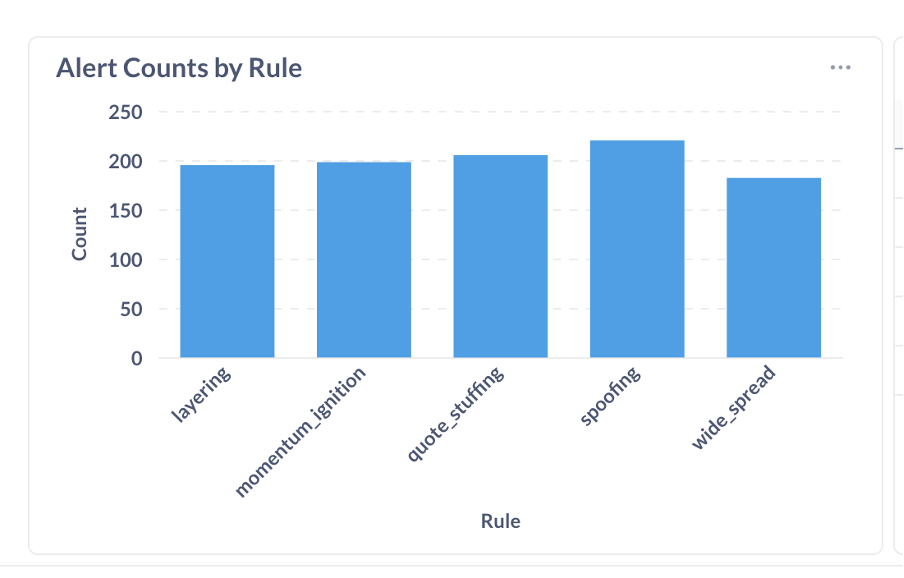 Alert Counts by Rule
250
200
150
100
50
0
Count
layering
momentum_ignition
quote_stuffing
spoofing
wide_spread
Rule